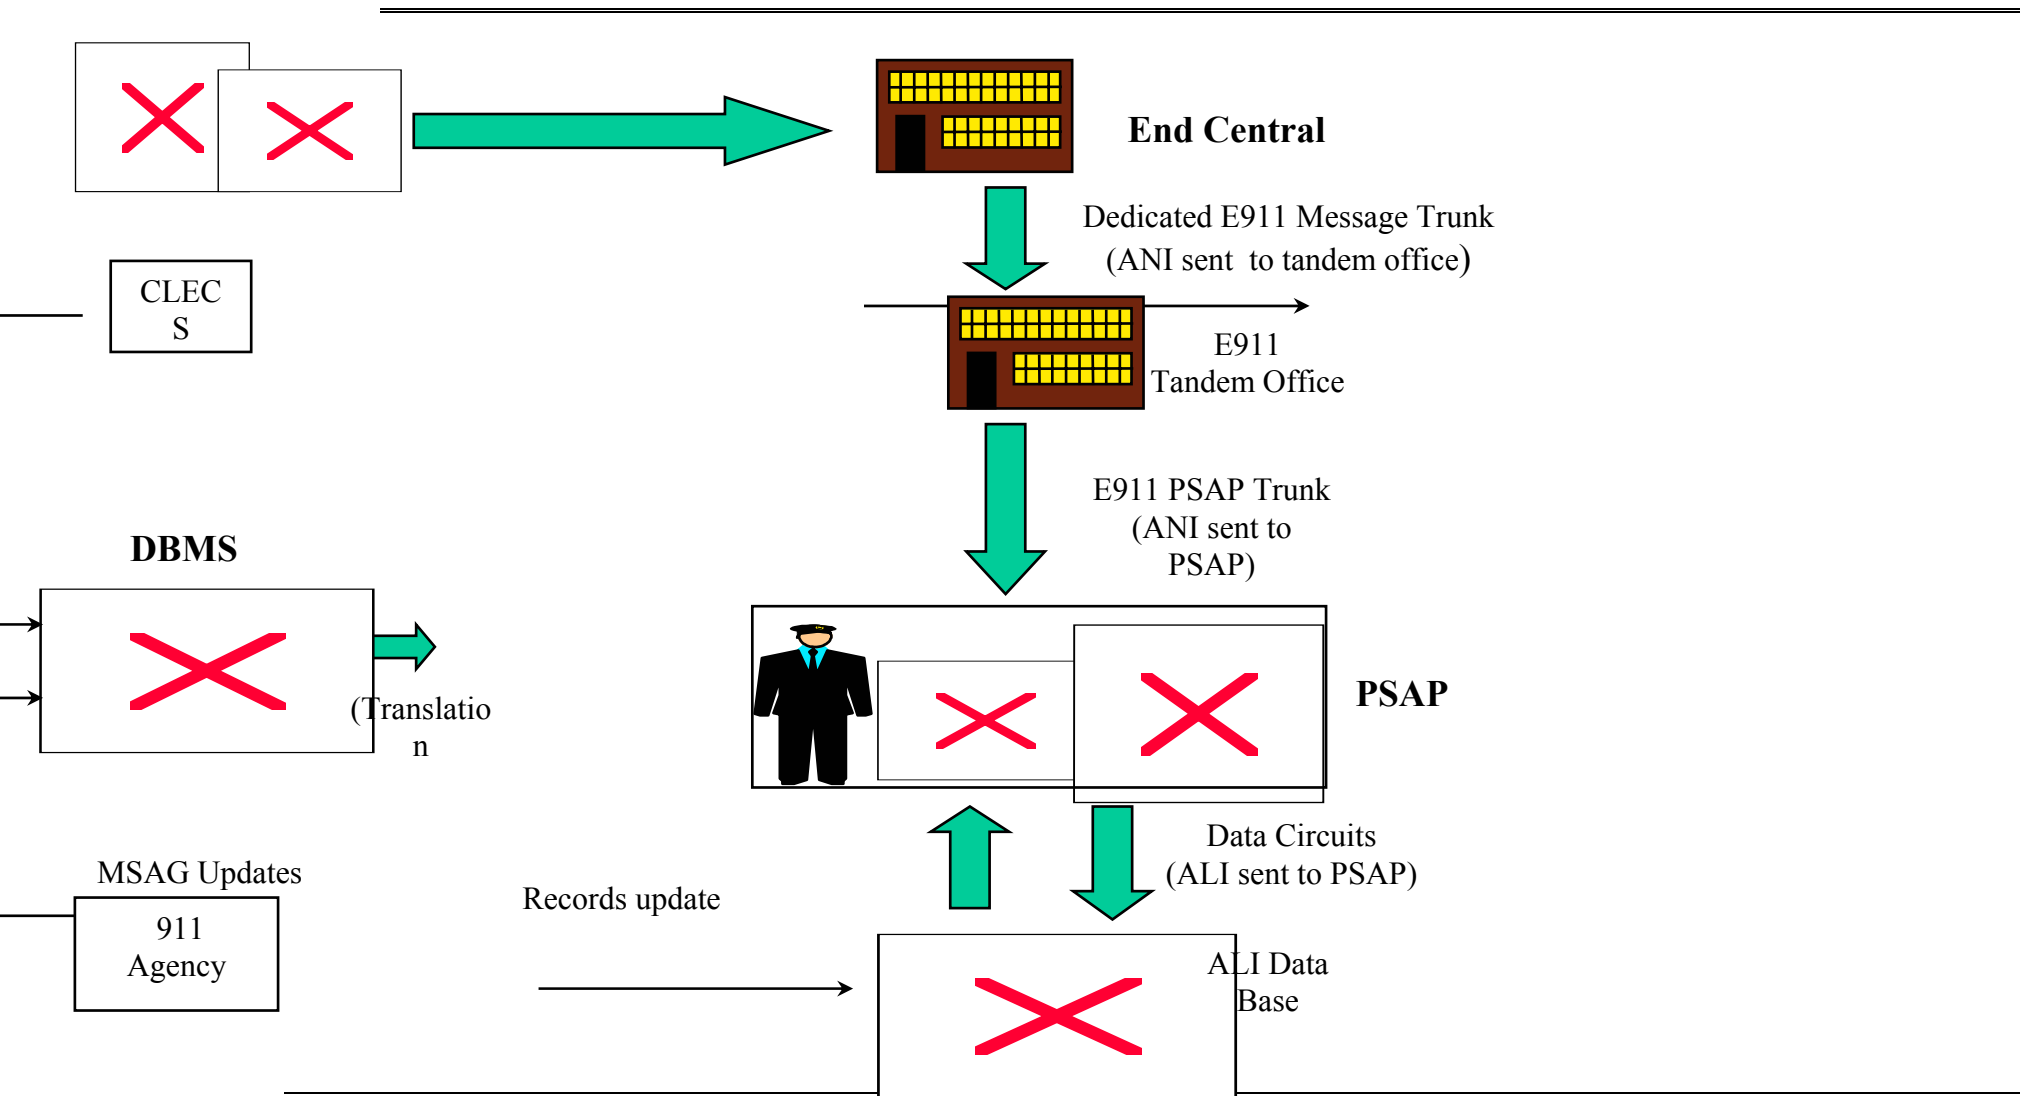 End Central
Dedicated E911 Message Trunk
(ANI sent  to tandem office)
CLEC
S
E911
Tandem Office
E911 PSAP Trunk
(ANI sent to
PSAP)
DBMS
(Translatio
n
PSAP
Data Circuits
(ALI sent to PSAP)
MSAG Updates
911
Agency
Records update
ALI Data
Base